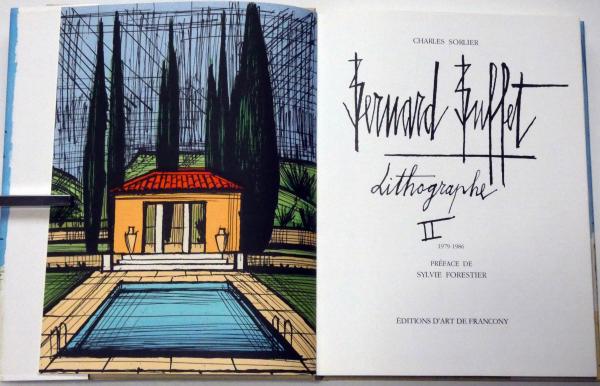 CHARLES SORLIER
Bernard Buffet
Lithographe
II
1979-1986
PRÉFACE DE
SYLVIE FORESTIER
ÉDITIONS D'ART DE FRANCONY